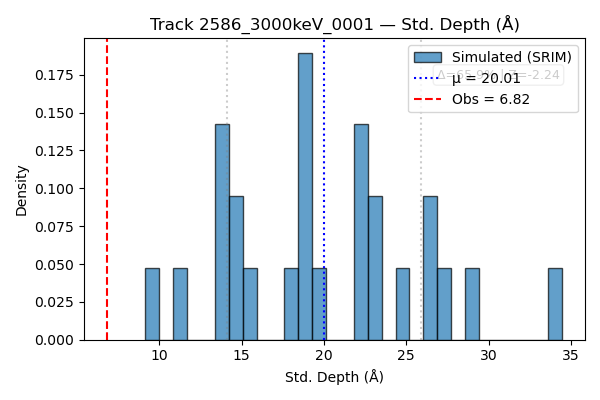 Track 2586_3000keV_0001 — Std. Depth (Å)
Simulated (SRIM)
μ = 20.01
Obs = 6.82
Density
0.175
0.150
0.125
0.100
0.075
0.050
0.025
0.000
10
15
20
25
30
35
Std. Depth (Å)